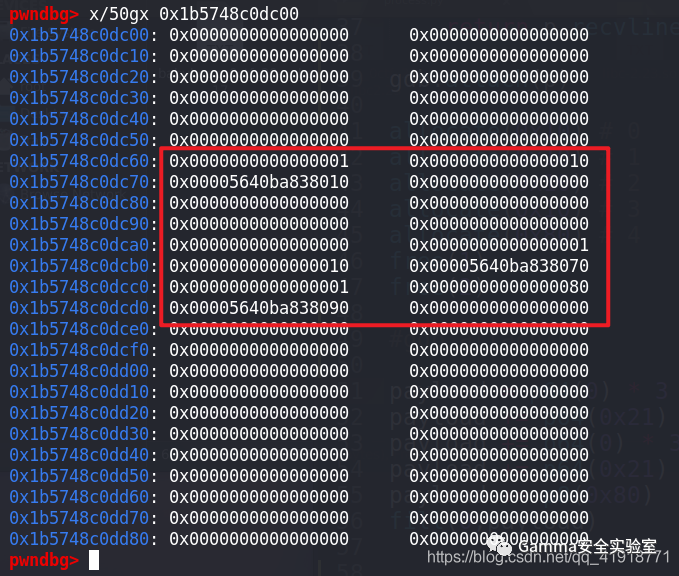 pwndbg> x/50gx 0x1b5748c0dc00
0x1b5748c0dc00: 0x0000000000000000 0x0000000000000000
0x1b5748c0dc10: 0x0000000000000000 0x0000000000000000
0x1b5748c0dc20: 0x0000000000000000 0x0000000000000000
0x1b5748c0dc30: 0x0000000000000000 0x0000000000000000
0x1b5748c0dc40: 0x0000000000000000 0x0000000000000000
0x1b5748c0dc50: 0x0000000000000000 0x0000000000000000
0x1b5748c0dc60: 0x0000000000000001 0x0000000000000010
0x1b5748c0dc70: 0x00005640ba838010 0x0000000000000000
0x1b5748c0dc80: 0x0000000000000000 0x0000000000000000
0x1b5748c0dc90: 0x0000000000000000 0x0000000000000000
0x1b5748c0dca0: 0x0000000000000000 0x0000000000000001
0x1b5748c0dcb0: 0x0000000000000010 0x00005640ba838070
0x1b5748c0dcc0: 0x0000000000000001 0x0000000000000080
0x1b5748c0dcd0: 0x00005640ba838090 0x0000000000000000
0x1b5748c0dce0: 0x0000000000000000 0x0000000000000000
0x1b5748c0dcf0: 0x0000000000000000 0x0000000000000000
0x1b5748c0dd00: 0x0000000000000000 0x0000000000000000
0x1b5748c0dd10: 0x0000000000000000 0x0000000000000000
0x1b5748c0dd20: 0x0000000000000000 0x0000000000000000
0x1b5748c0dd30: 0x0000000000000000 0x0000000000000000
0x1b5748c0dd40: 0x0000000000000000 0x0000000000000000
0x1b5748c0dd50: 0x0000000000000000 0x0000000000000000
0x1b5748c0dd60: 0x0000000000000000 0x0000000000000000
0x1b5748c0dd70: 0x0000000000000000 0x0000000000000000
0x1b5748c0dd80: 0x0000000000000000 0x0000000000000000
pwndbg>
Gamma安全实验室
https://blog.csdn.net/qq_41918771